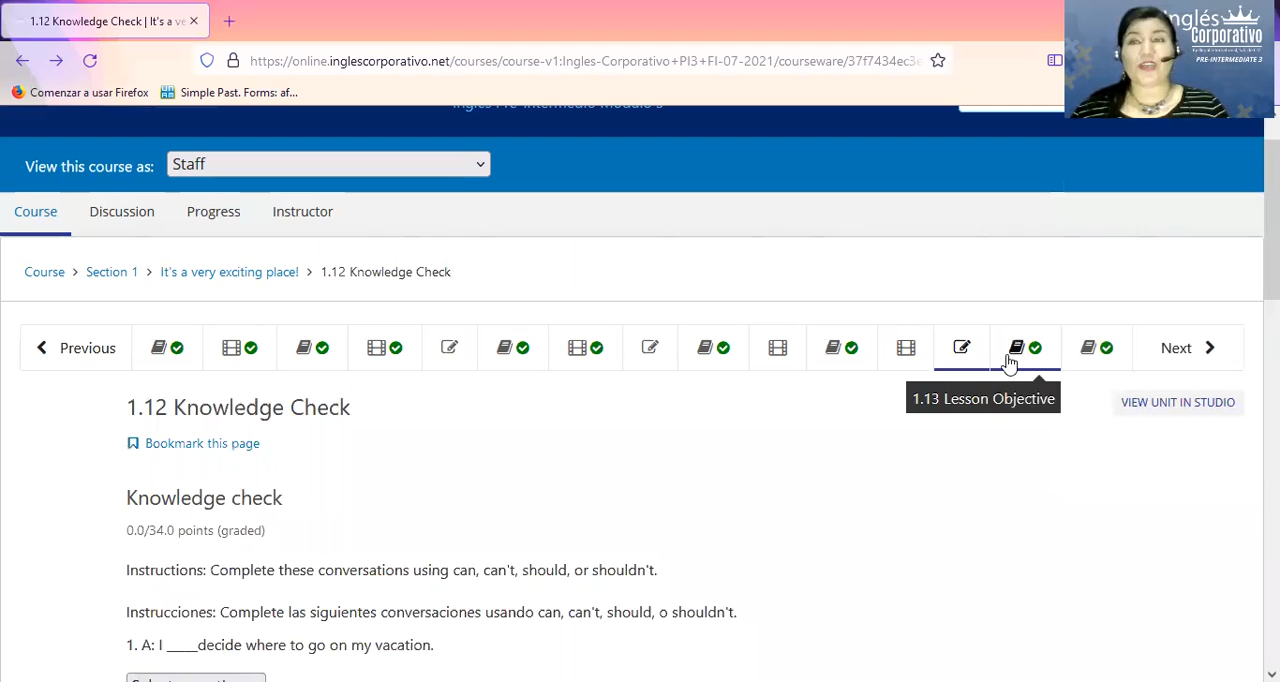 1.12 Knowledge Check | It's a ve
https://online.inglescorporativo.net/courses/course-v1:Ingles-Corporativo+PI3+FI-07-2021/courseware/37f7434ec3e
Comenzar a usar Firefox
Simple Past. Forms: af...
Inglés
Corporativo
PRE-INTERMEDIATE 3
View this course as:
Staff
Course Discussion Progress Instructor
Course > Section 1 > It's a very exciting place! > 1.12 Knowledge Check
Previous
Next
1.13 Lesson Objective
VIEW UNIT IN STUDIO
1.12 Knowledge Check
Bookmark this page
Knowledge check
0.0/34.0 points (graded)
Instructions: Complete these conversations using can, can't, should, or shouldn't.
Instrucciones: Complete las siguientes conversaciones usando can, can't, should, o shouldn't.
1. A: I ____decide where to go on my vacation.